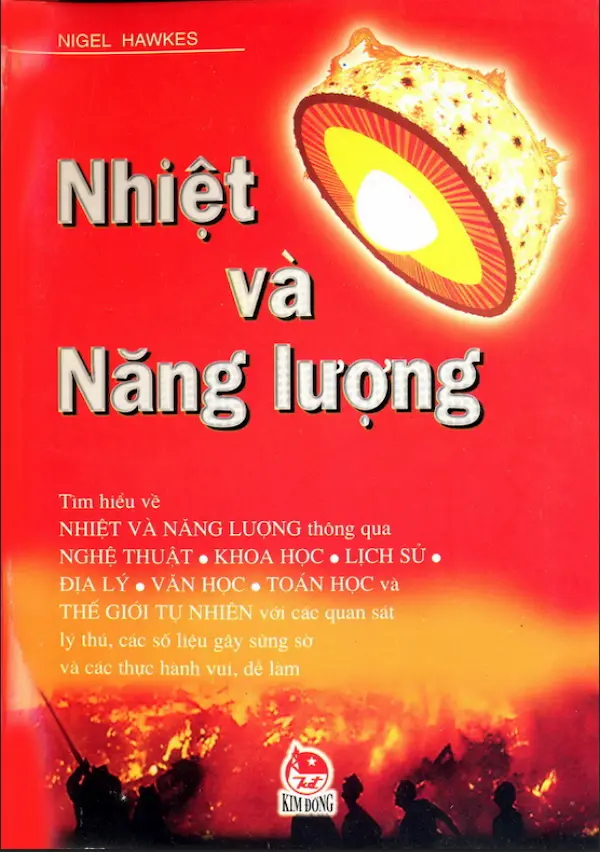 NIGEL HAWKES
Nhiệt
và
Năng lượng
Tìm hiểu về
NHIỆT VÀ NĂNG LƯỢNG thông qua
NGHỆ THUẬT • KHOA HỌC • LỊCH SỬ •
ĐỊA LÝ • VĂN HỌC • TOÁN HỌC và
THẾ GIỚI TỰ NHIÊN với các quan sát
lý thú, các số liệu gây sửng sờ
và các thực hành vui, dễ làm
KIM ĐỒNG